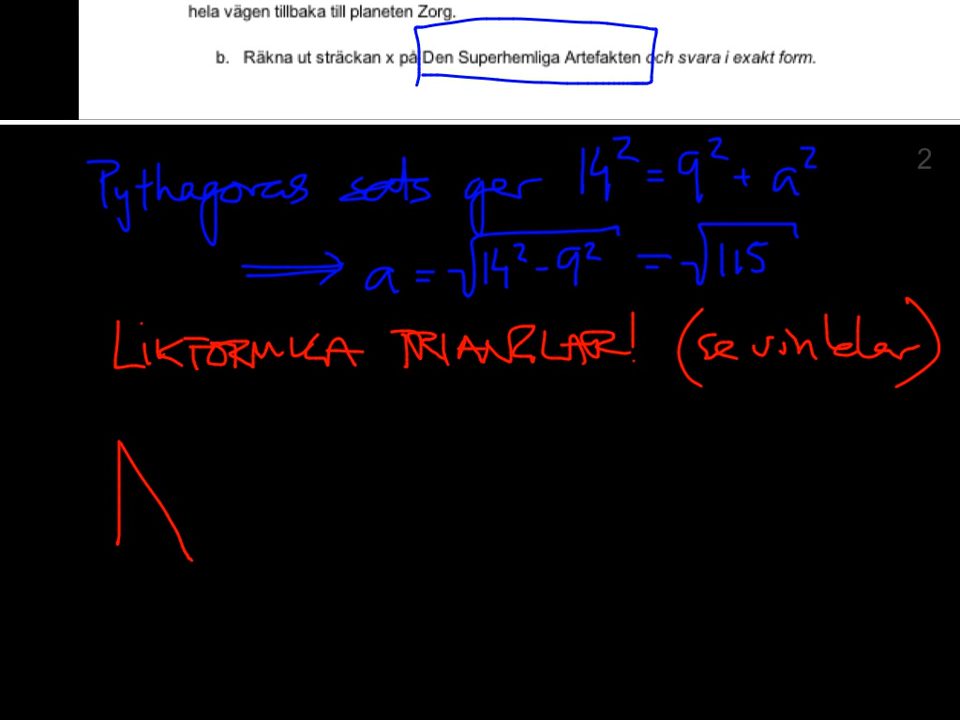 hela vägen tillbaka till planeten Zorg.
b. Räkna ut sträckan x på Den Superhemliga Artefakten och svara i exakt form.
2
Pythagoras sats ger 14² = 9² + a²
⟹ a = √(14² - 9²) = √115
LIKFORMIGA TRIANGLAR! (se vinklar)